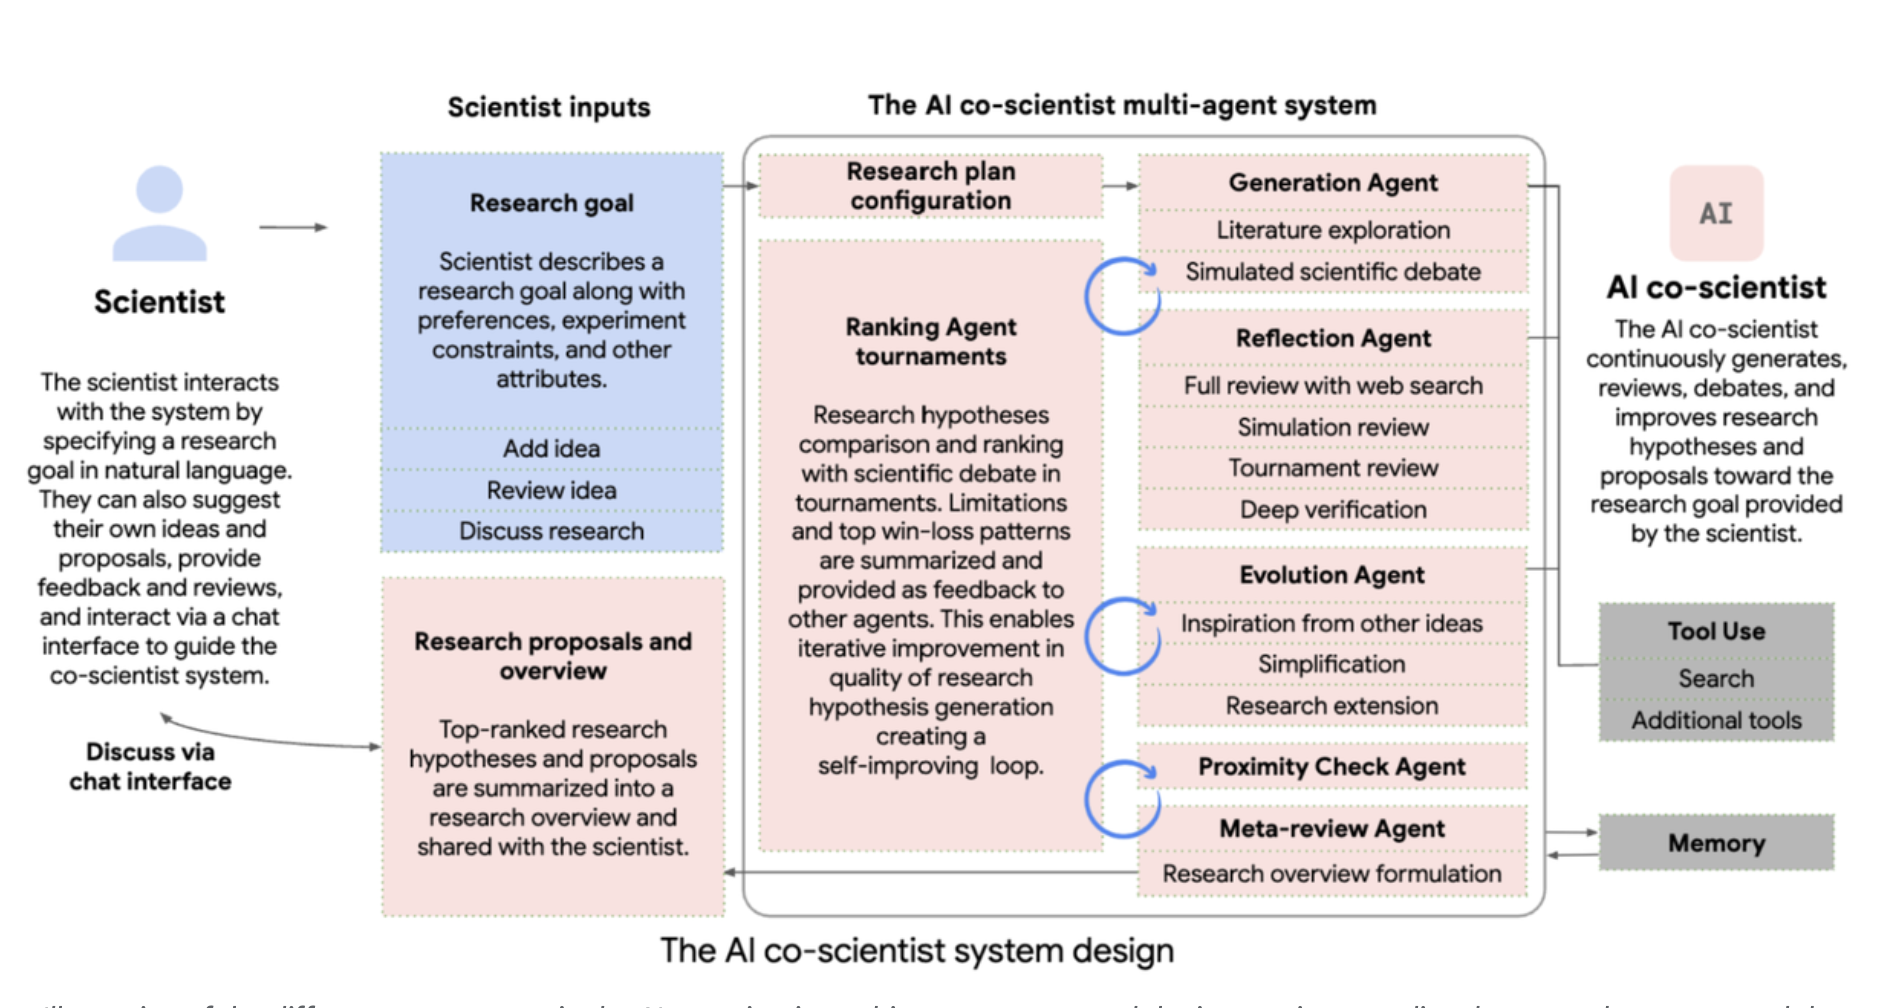 Scientist inputs
The AI co-scientist multi-agent system
Scientist
The scientist interacts
with the system by
specifying a research
goal in natural language.
They can also suggest
their own ideas and
proposals, provide
feedback and reviews,
and interact via a chat
interface to guide the
co-scientist system.
Discuss via
chat interface
Research goal
Scientist describes a
research goal along with
preferences, experiment
constraints, and other
attributes.
Add idea
Review idea
Discuss research
Research proposals and
overview
Top-ranked research
hypotheses and proposals
are summarized into a
research overview and
shared with the scientist.
Research plan
configuration
Ranking Agent
tournaments
Research hypotheses
comparison and ranking
with scientific debate in
tournaments. Limitations
and top win-loss patterns
are summarized and
provided as feedback to
other agents. This enables
iterative improvement in
quality of research
hypothesis generation
creating a
self-improving loop.
Generation Agent
Literature exploration
Simulated scientific debate
Reflection Agent
Full review with web search
Simulation review
Tournament review
Deep verification
Evolution Agent
Inspiration from other ideas
Simplification
Research extension
Proximity Check Agent
Meta-review Agent
Research overview formulation
AI
AI co-scientist
The AI co-scientist
continuously generates,
reviews, debates, and
improves research
hypotheses and
proposals toward the
research goal provided
by the scientist.
Tool Use
Search
Additional tools
Memory
The AI co-scientist system design